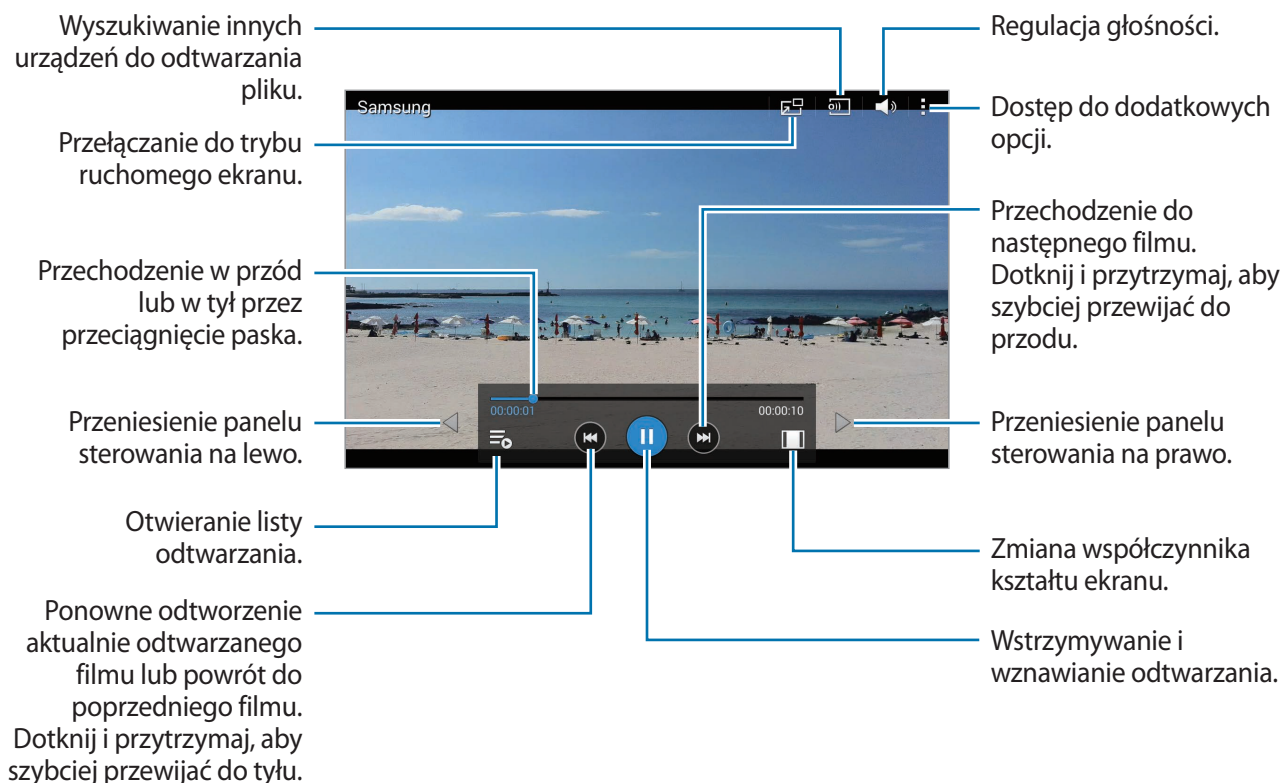 Wyszukiwanie innych
urządzeń do odtwarzania
pliku.
Przełączanie do trybu
ruchomego ekranu.
Przechodzenie w przód
lub w tył przez
przeciągnięcie paska.
Przeniesienie panelu
sterowania na lewo.
Otwieranie listy
odtwarzania.
Ponowne odtworzenie
aktualnie odtwarzanego
filmu lub powrót do
poprzedniego filmu.
Dotknij i przytrzymaj, aby
szybciej przewijać do tyłu.
Samsung
00:00:01
00:00:10
Regulacja głośności.
Dostęp do dodatkowych
opcji.
Przechodzenie do
następnego filmu.
Dotknij i przytrzymaj, aby
szybciej przewijać do
przodu.
Przeniesienie panelu
sterowania na prawo.
Zmiana współczynnika
kształtu ekranu.
Wstrzymywanie i
wznawianie odtwarzania.